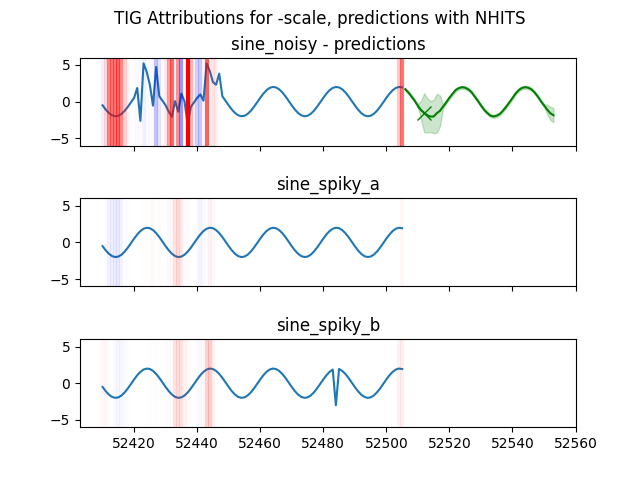 TIG Attributions for -scale, predictions with NHITS
sine_noisy - predictions
5
0
−5
sine_spiky_a
5
0
−5
sine_spiky_b
5
0
−5
52420 52440 52460 52480 52500 52520 52540 52560